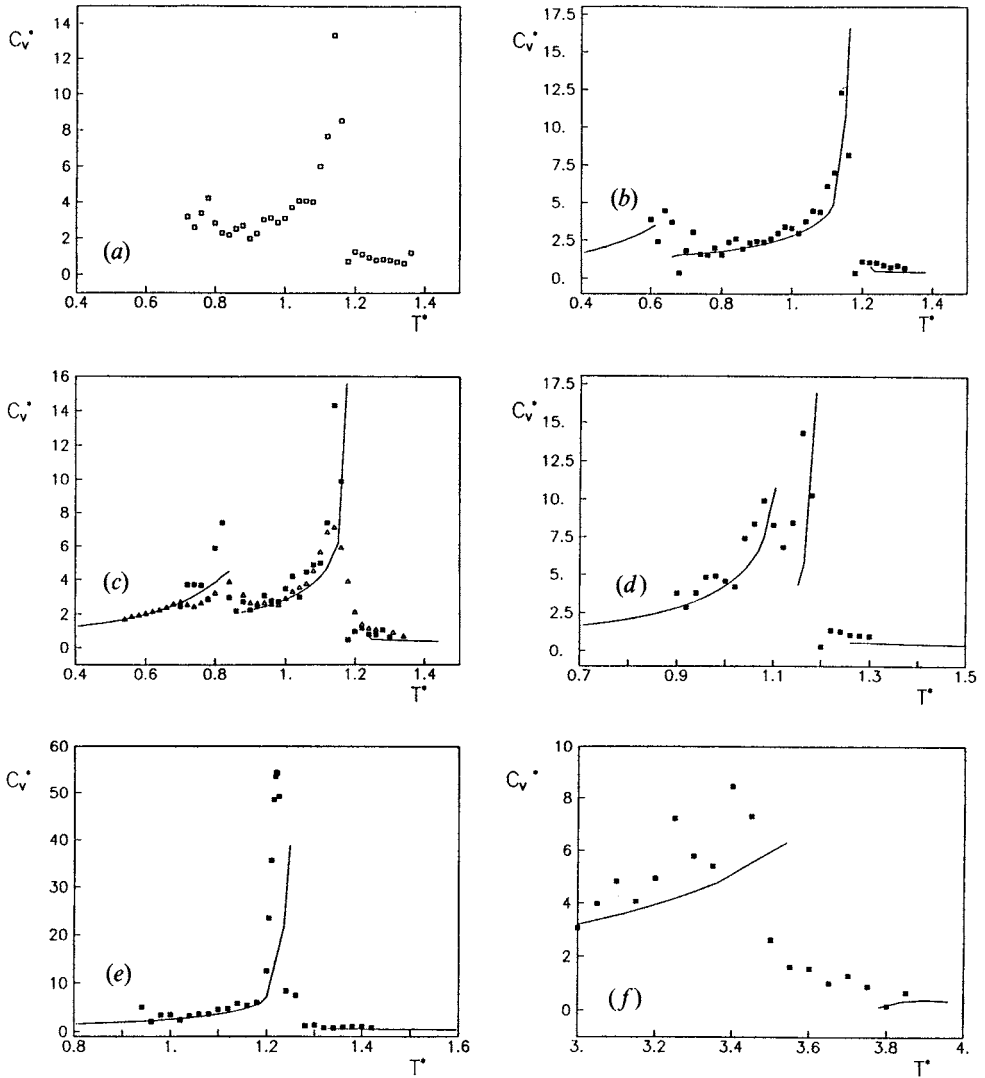 14
Cv*
12
10
8
6
4
2
0
(a)
0.4 0.6 0.8 1. 1.2 1.4
T*
17.5
Cv*
15.
12.5
10.
7.5
5.
2.5
0.
(b)
0.4 0.6 0.8 1. 1.2 1.4
T*
16
Cv*
14
12
10
8
6
4
2
0
(c)
0.4 0.6 0.8 1. 1.2 1.4
T*
17.5
Cv*
15.
12.5
10.
7.5
5.
2.5
0.
(d)
0.7 0.9 1.1 1.3 1.5
T*
60
Cv*
50
40
30
20
10
0
(e)
0.8 1. 1.2 1.4 1.6
T*
10
Cv*
8
6
4
2
0
(f)
3. 3.2 3.4 3.6 3.8 4.
T*